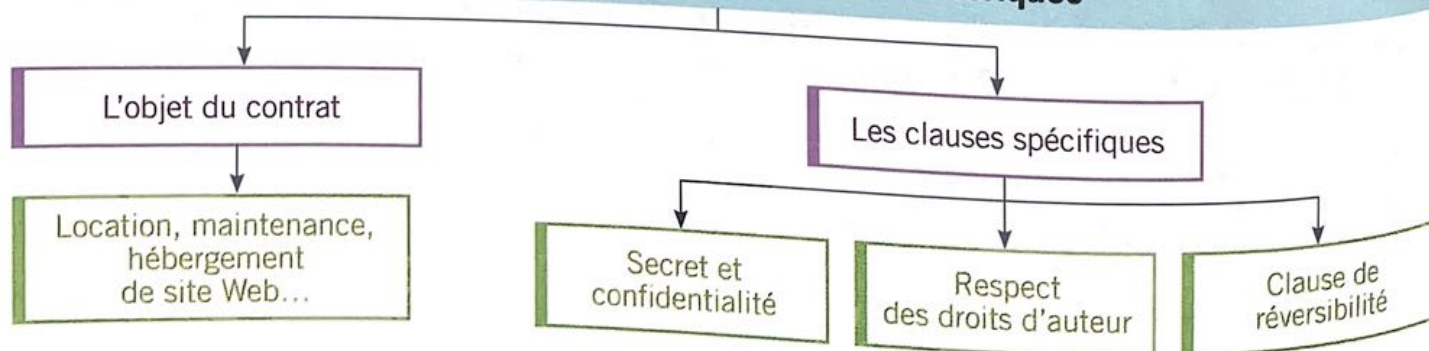 L'objet du contrat
Les clauses spécifiques
Location, maintenance,
hébergement
de site Web...
Secret et
confidentialité
Respect
des droits d'auteur
Clause de
réversibilité